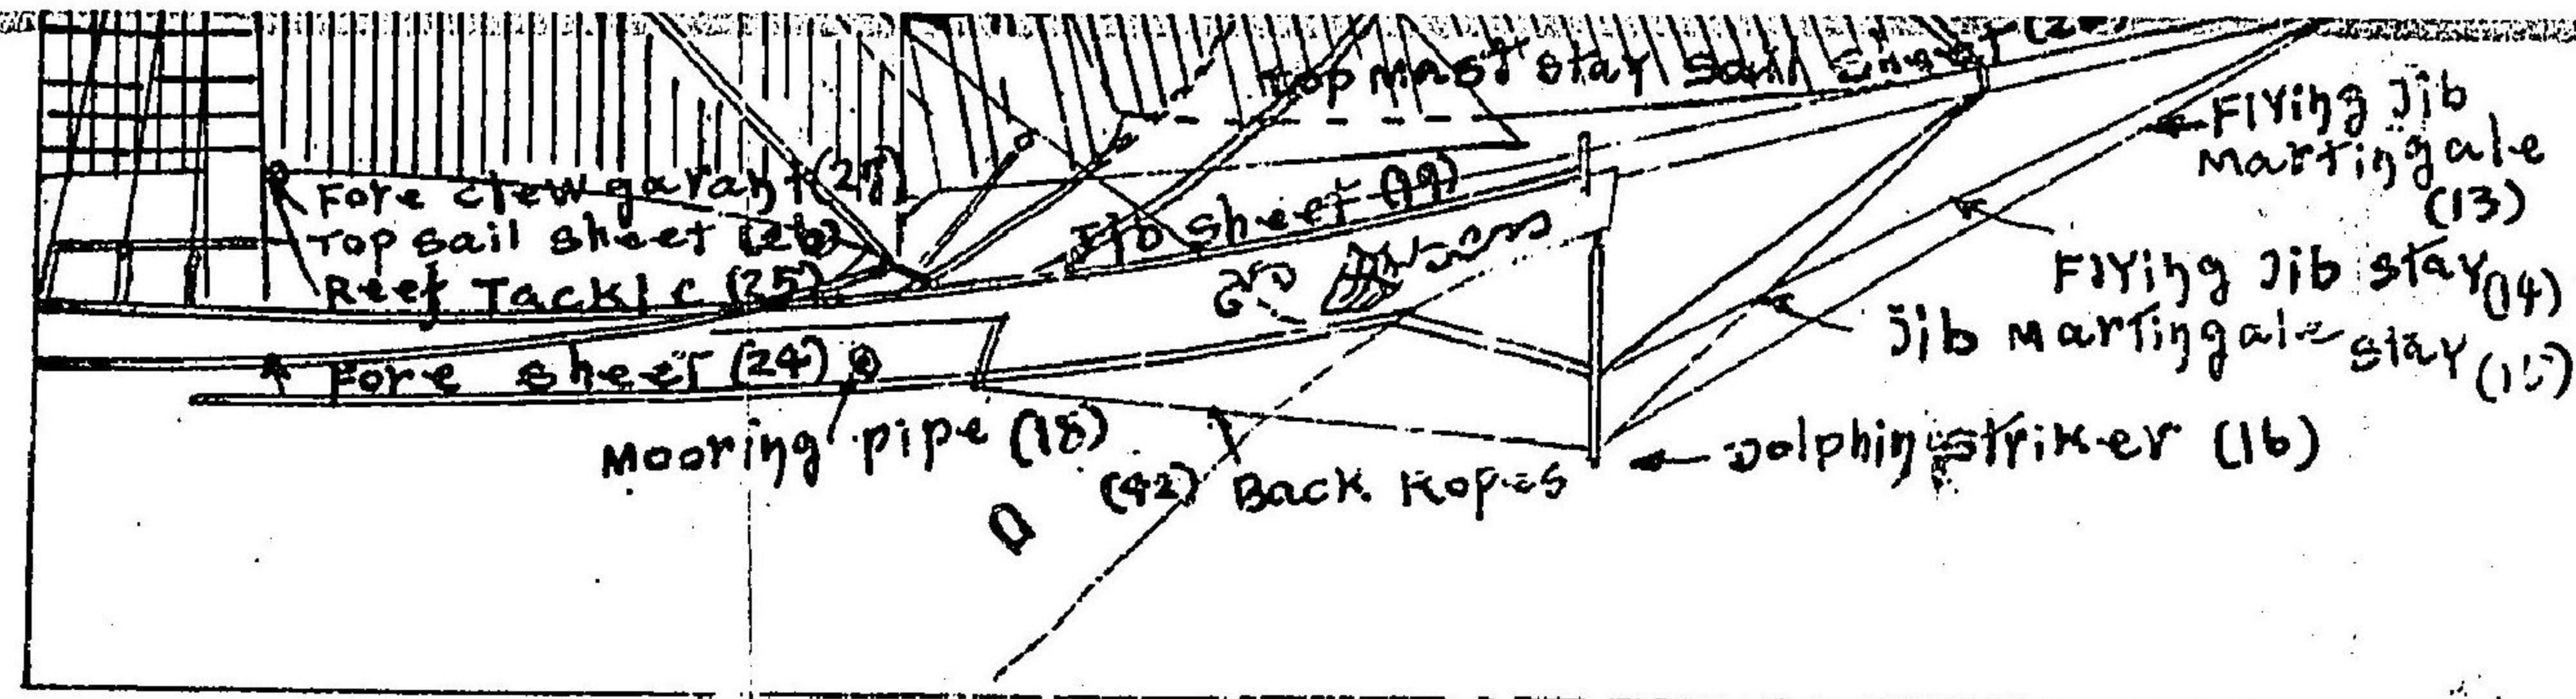 Top mast stay sail
Flying Jib
Martingale
(13)
Fore clew garant (27)
Top sail sheet (26)
Reef Tackle (25)
Jib sheet (19)
Flying Jib stay (14)
Jib Martingale stay (15)
Fore sheet (24)
Mooring pipe (18)
(42) Back Ropes
Dolphin striker (16)